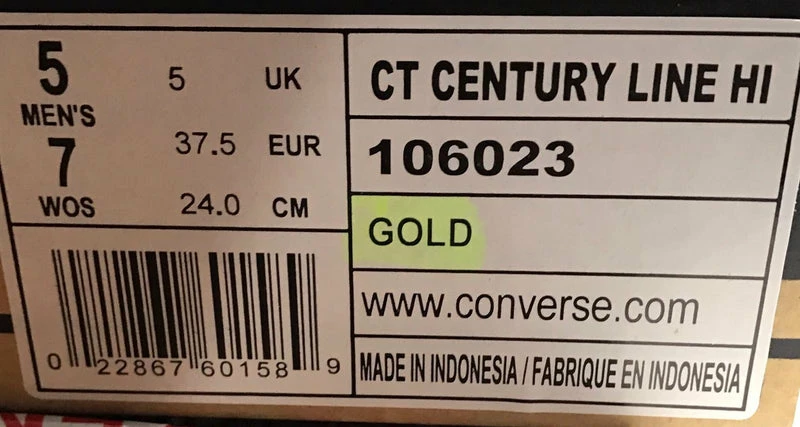 5 5 UK
MEN'S
7 37.5 EUR
WOS 24.0 CM
0 22867 60158 9
CT CENTURY LINE HI
106023
GOLD
www.converse.com
MADE IN INDONESIA / FABRIQUE EN INDONESIA